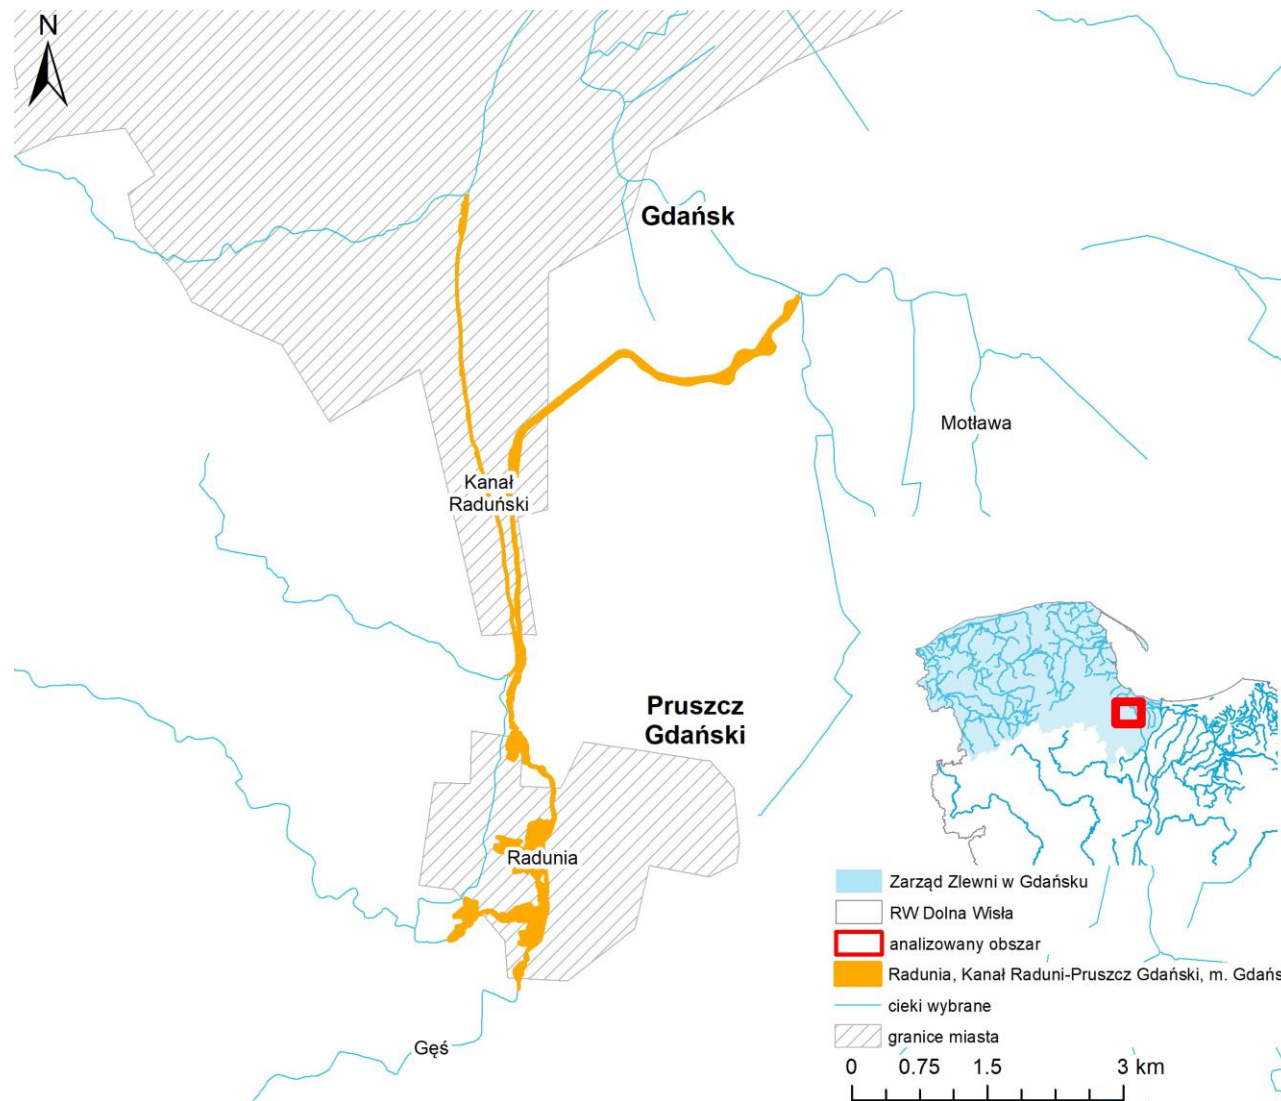 N
Gdańsk
Motława
Kanał
Raduński
Pruszcz
Gdański
Radunia
Gęś
Zarząd Zlewni w Gdańsku
RW Dolna Wisła
analizowany obszar
Radunia, Kanał Raduni-Pruszcz Gdański, m. Gdańs
cieki wybrane
granice miasta
0 0.75 1.5 3 km